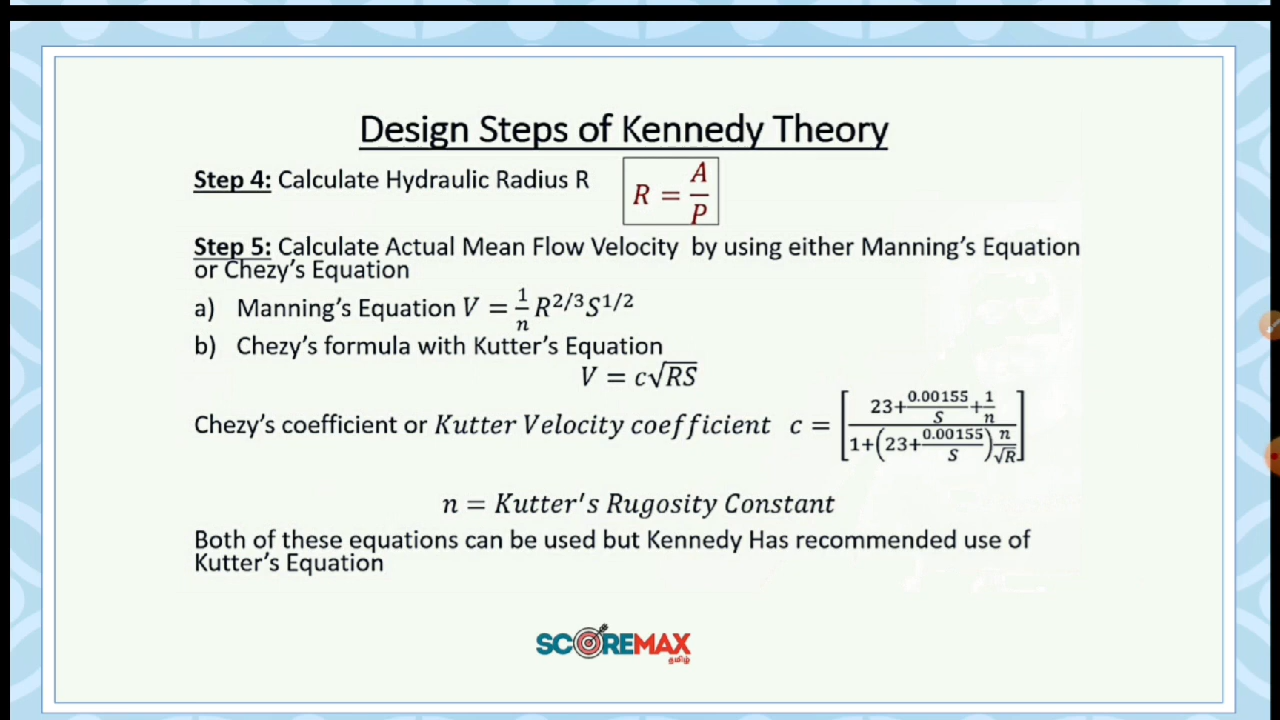 Design Steps of Kennedy Theory
Step 4: Calculate Hydraulic Radius R R = A/P
Step 5: Calculate Actual Mean Flow Velocity by using either Manning's Equation
or Chezy's Equation
a) Manning's Equation V = 1/n R^2/3 S^1/2
b) Chezy's formula with Kutter's Equation
V = c√RS
Chezy's coefficient or Kutter Velocity coefficient c = [(23+0.00155/S+1/n)/(1+(23+0.00155/S)n/√R)]
n = Kutter's Rugosity Constant
Both of these equations can be used but Kennedy Has recommended use of
Kutter's Equation
SCOREMAX
தமிழ்